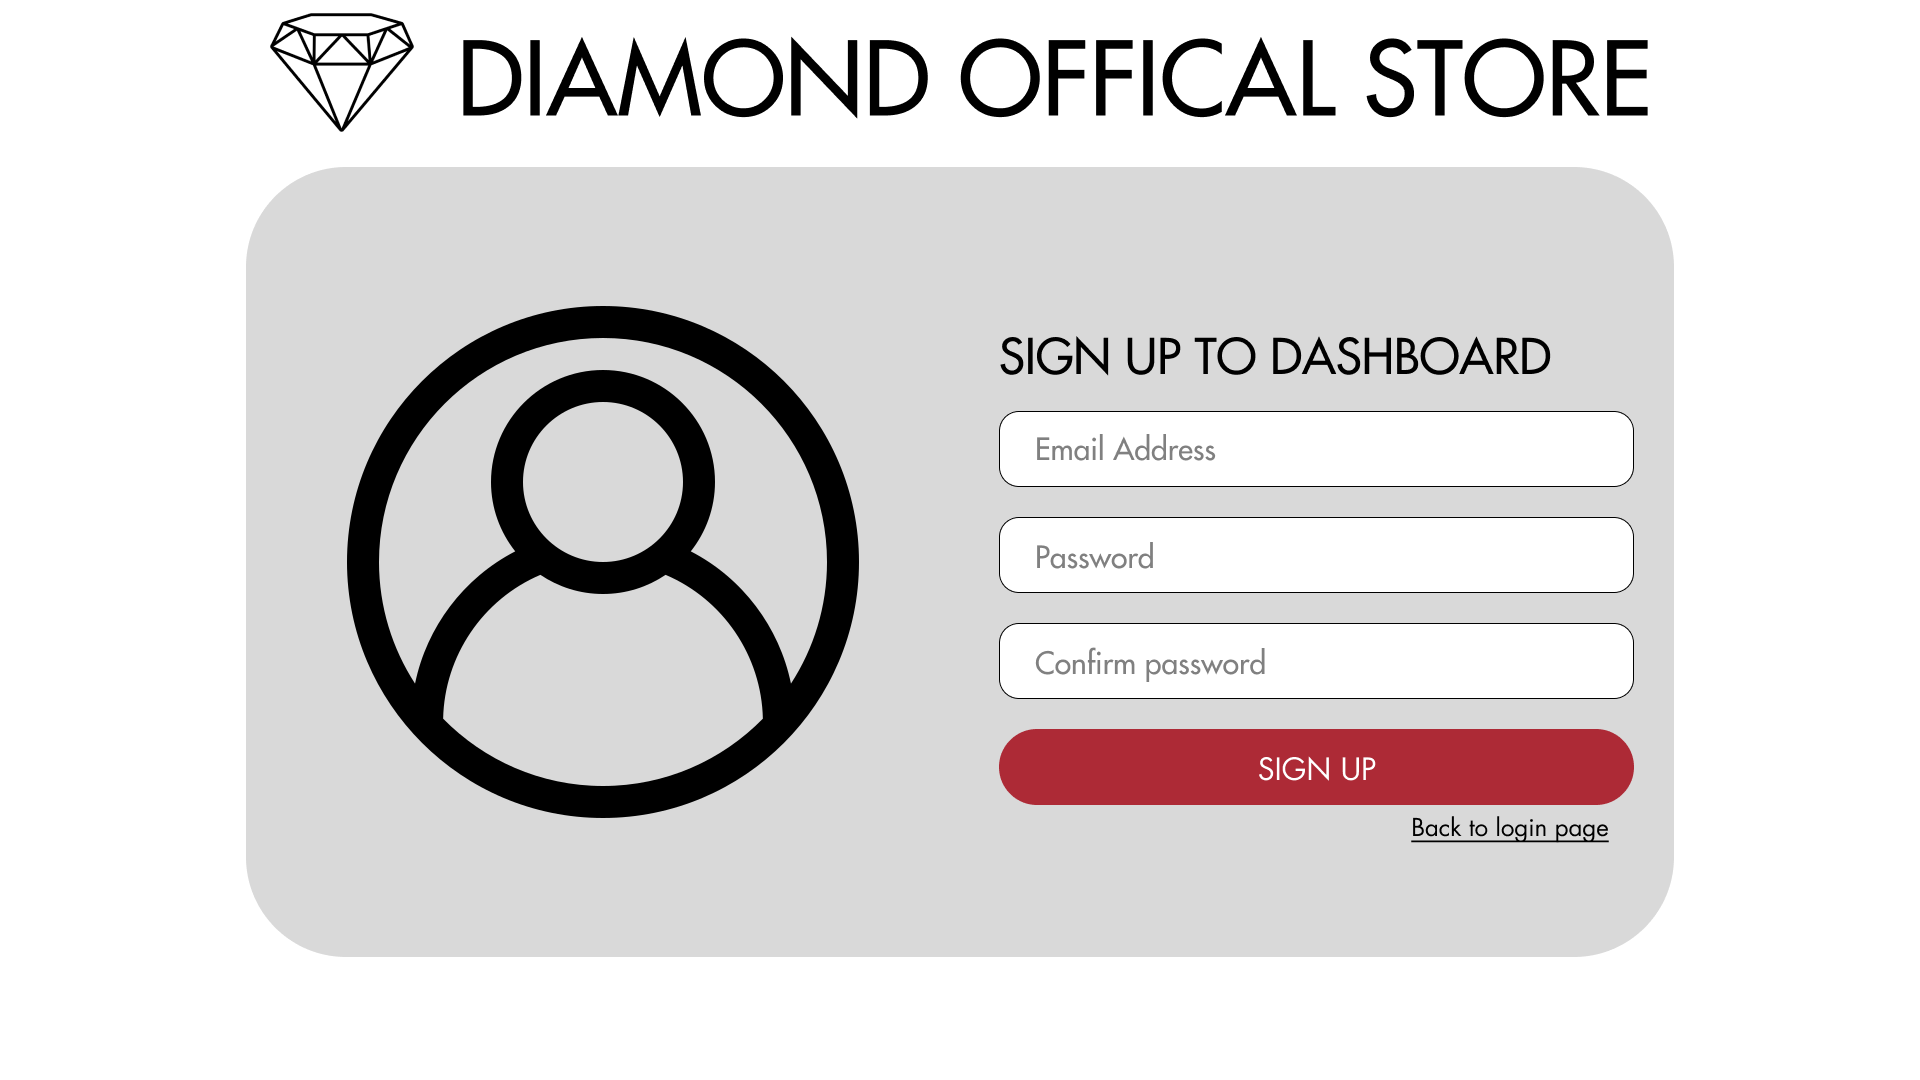 DIAMOND OFFICAL STORE
SIGN UP TO DASHBOARD
Email Address
Password
Confirm password
SIGN UP
Back to login page